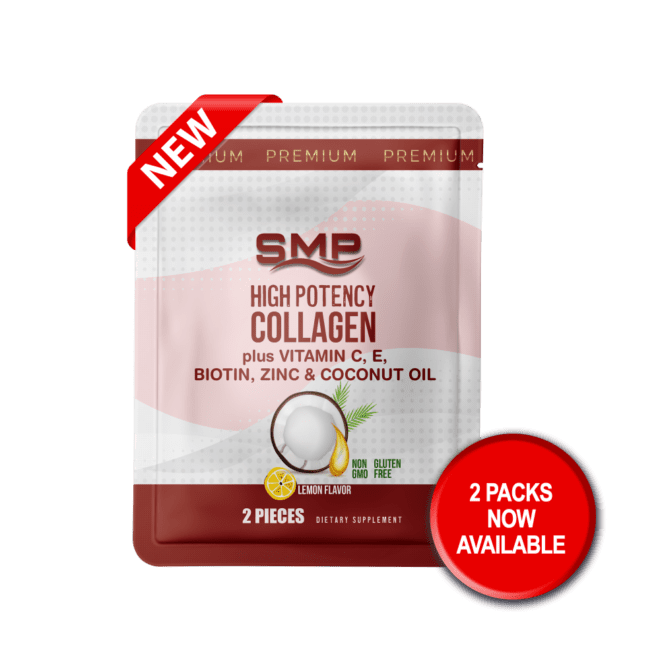 NEW
PREMIUM PREMIUM
SMP
HIGH POTENCY
COLLAGEN
plus VITAMIN C, E,
BIOTIN, ZINC & COCONUT OIL
NON GLUTEN
GMO FREE
LEMON FLAVOR
2 PIECES DIETARY SUPPLEMENT
2 PACKS
NOW
AVAILABLE